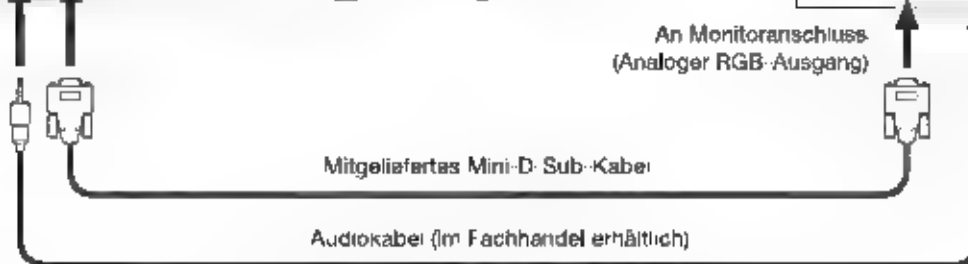 An Monitoranschluss
(Analoger RGB-Ausgang)
Mitgeliefertes Mini-D-Sub-Kabel
Audiokabel (im Fachhandel erhältlich)